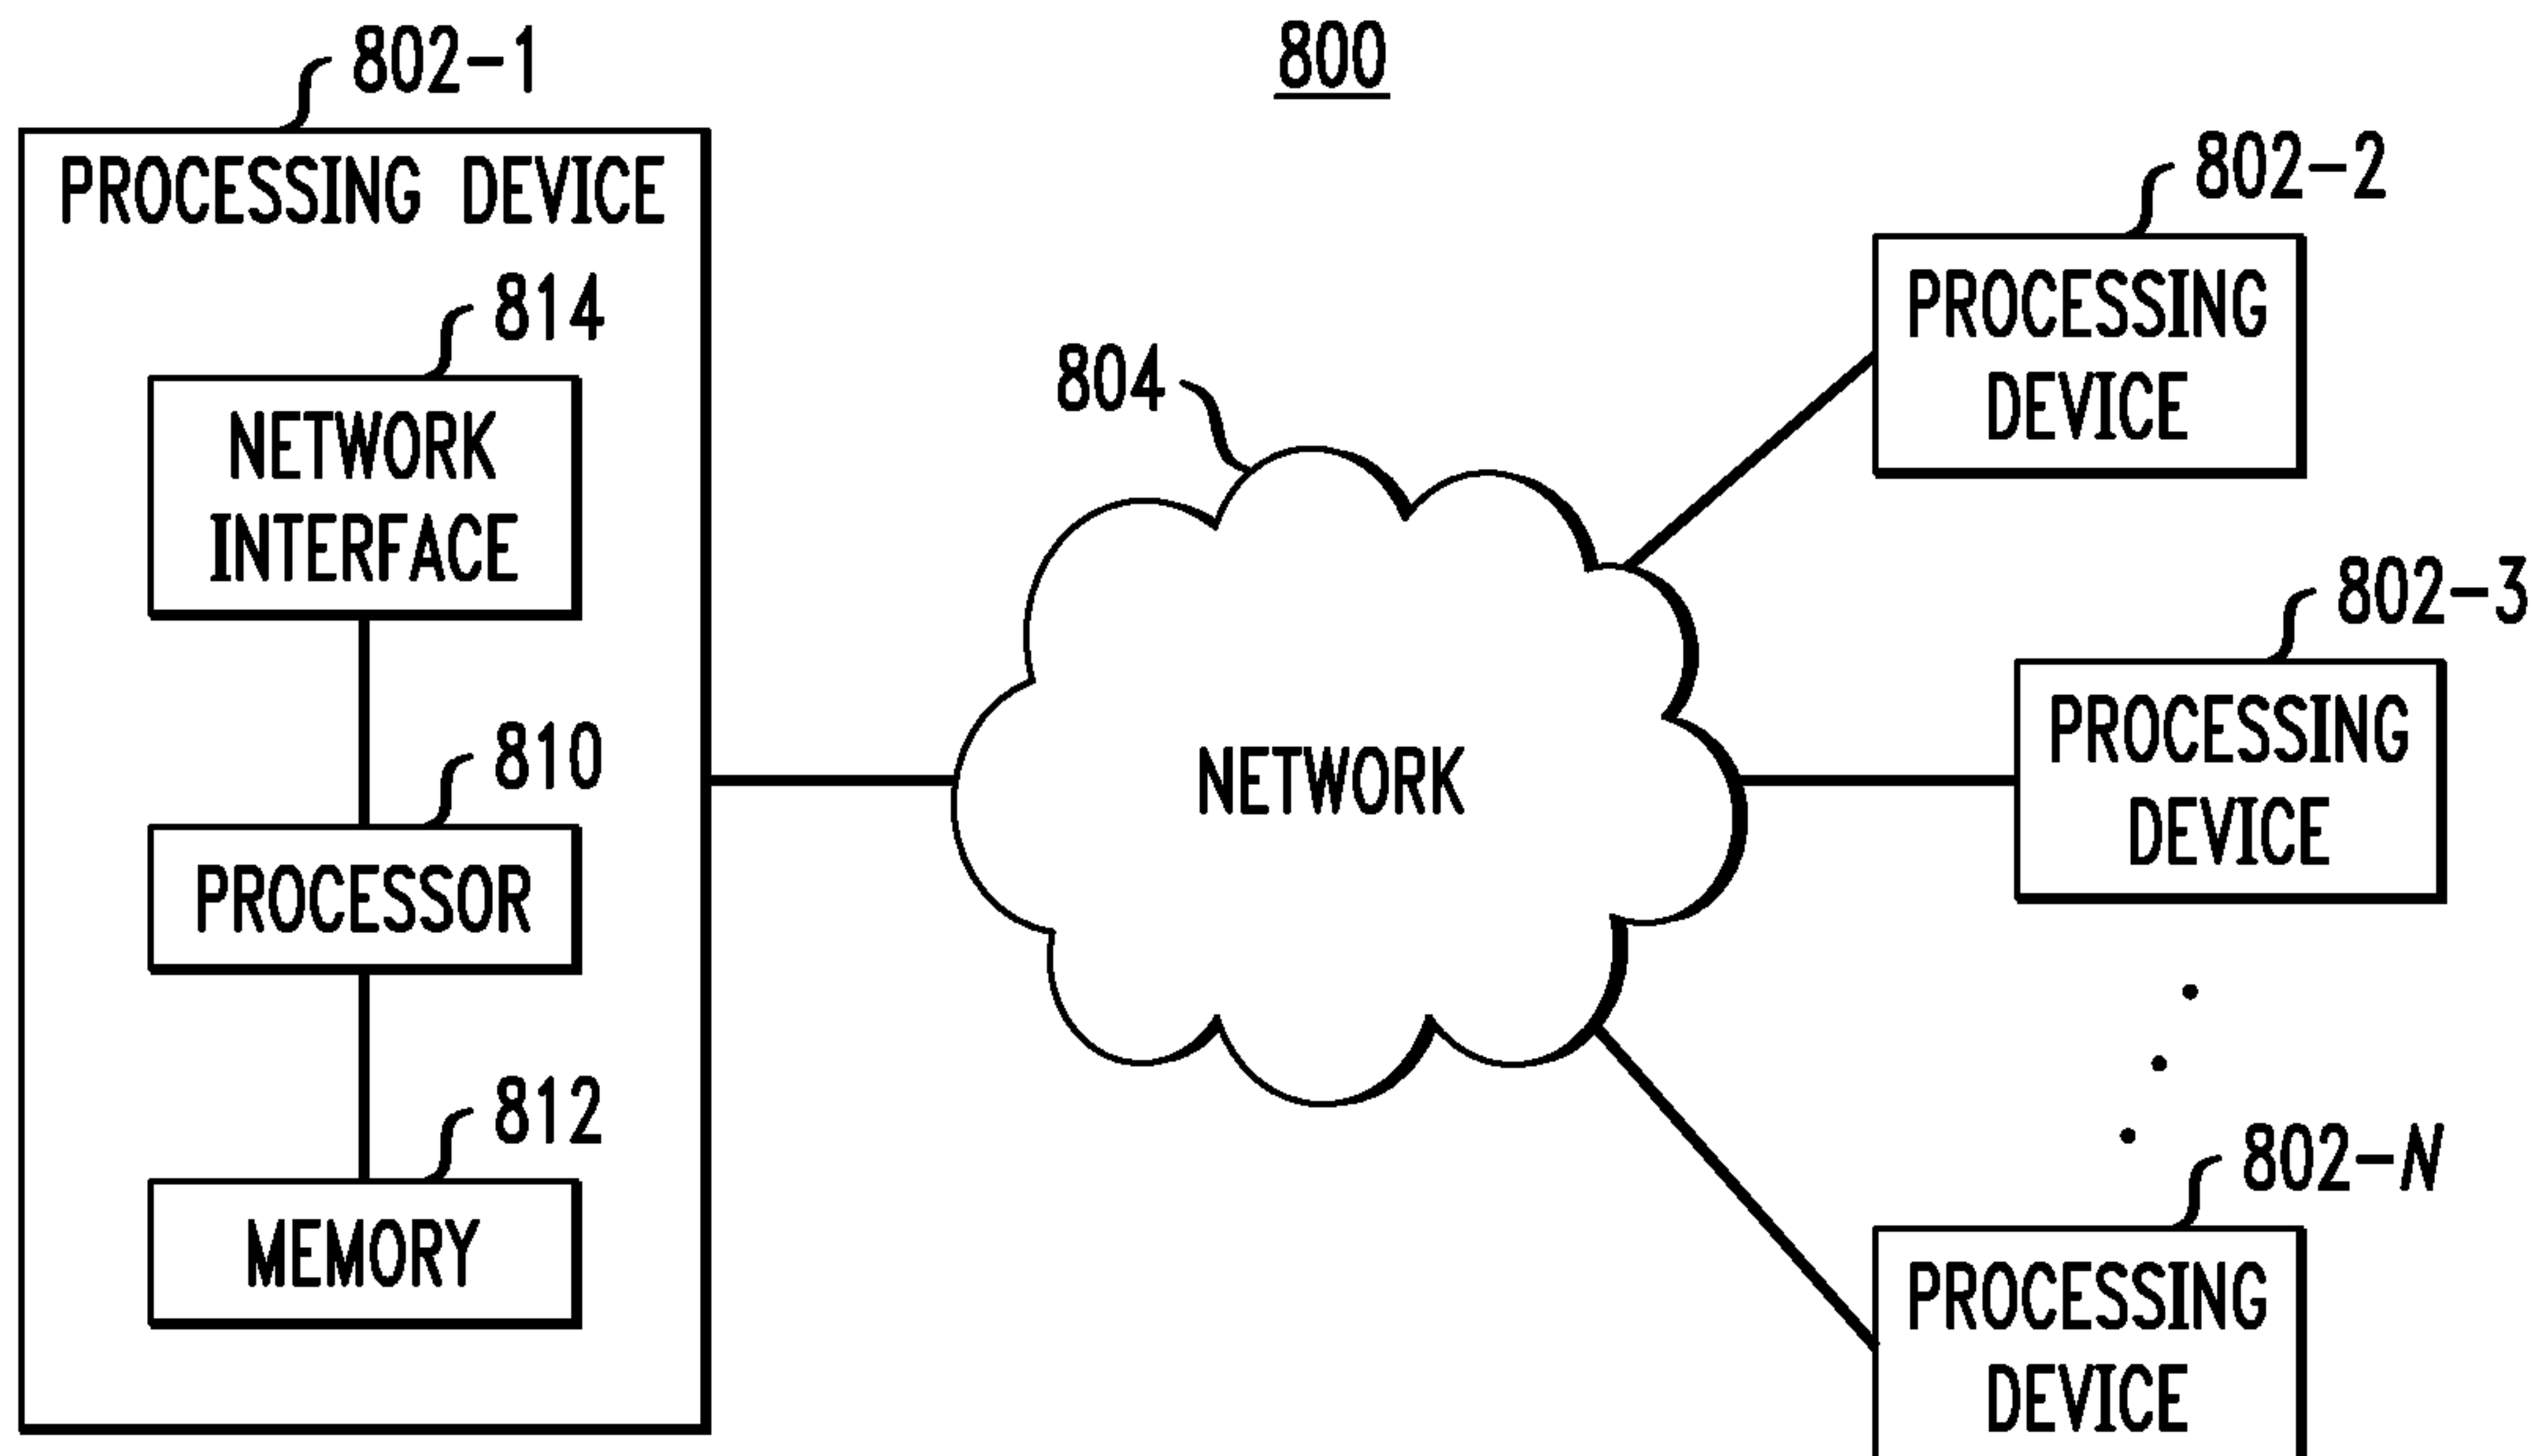 800
802-1
PROCESSING DEVICE
814
NETWORK
INTERFACE
810
PROCESSOR
812
MEMORY
804
NETWORK
802-2
PROCESSING
DEVICE
802-3
PROCESSING
DEVICE
802-N
PROCESSING
DEVICE